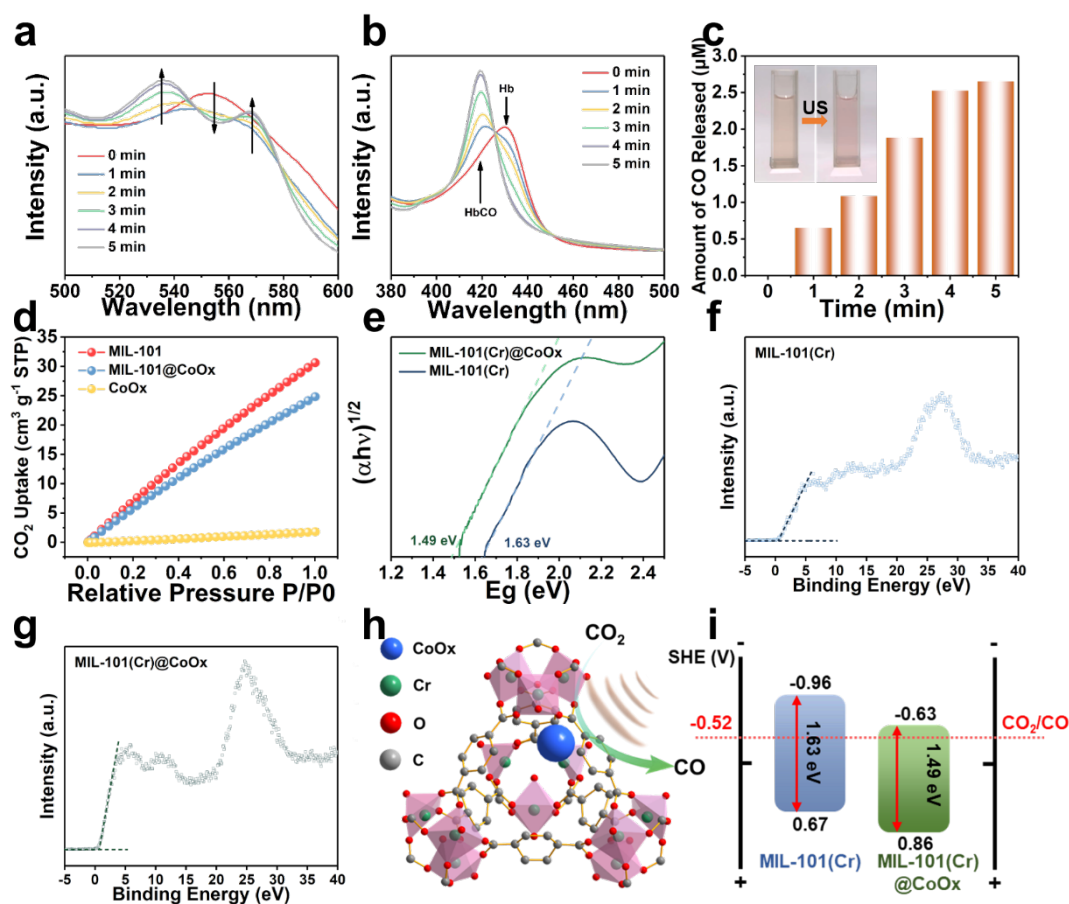 a
Intensity (a.u.)
0 min
1 min
2 min
3 min
4 min
5 min
500 520 540 560 580 600
Wavelength (nm)
b
Intensity (a.u.)
0 min
1 min
2 min
3 min
4 min
5 min
Hb
HbCO
380 400 420 440 460 480 500
Wavelength (nm)
c
Amount of CO Released (μM)
3.0
2.5
2.0
1.5
1.0
0.5
0.0
US
0 1 2 3 4 5
Time (min)
d
CO2 Uptake (cm3 g-1 STP)
35
30
25
20
15
10
5
0
MIL-101
MIL-101@CoOx
CoOx
0.0 0.2 0.4 0.6 0.8 1.0
Relative Pressure P/P0
e
(αhν)1/2
MIL-101(Cr)@CoOx
MIL-101(Cr)
1.49 eV
1.63 eV
1.2 1.4 1.6 1.8 2.0 2.2 2.4
Eg (eV)
f
Intensity (a.u.)
MIL-101(Cr)
-5 0 5 10 15 20 25 30 35 40
Binding Energy (eV)
g
Intensity (a.u.)
MIL-101(Cr)@CoOx
-5 0 5 10 15 20 25 30 35 40
Binding Energy (eV)
h
CoOx
Cr
O
C
CO2
CO
i
SHE (V)
- -
-0.96
-0.63
-0.52
CO2/CO
1.63 eV
1.49 eV
0.67
0.86
MIL-101(Cr)
MIL-101(Cr)
@CoOx
+ +